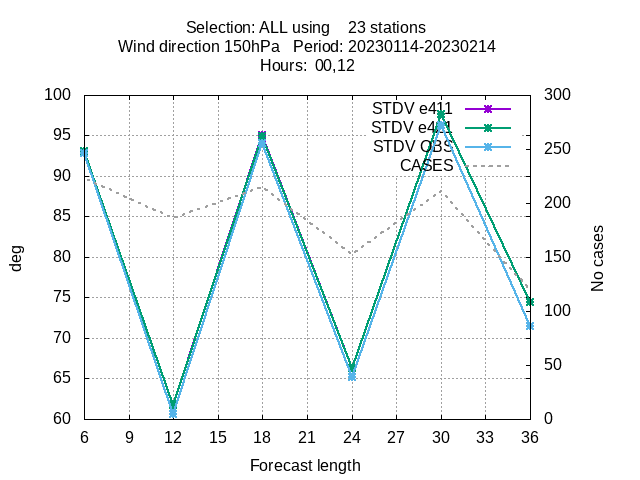 Selection: ALL using    23 stations
Wind direction 150hPa   Period: 20230114-20230214
Hours:  00,12
STDV e411
STDV e411
STDV OBS
CASES
deg
No cases
100
95
90
85
80
75
70
65
60
300
250
200
150
100
50
0
6 9 12 15 18 21 24 27 30 33 36
Forecast length